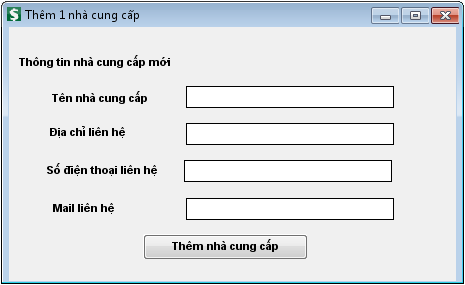 Thêm 1 nhà cung cấp
Thông tin nhà cung cấp mới
Tên nhà cung cấp
Địa chỉ liên hệ
Số điện thoại liên hệ
Mail liên hệ
Thêm nhà cung cấp